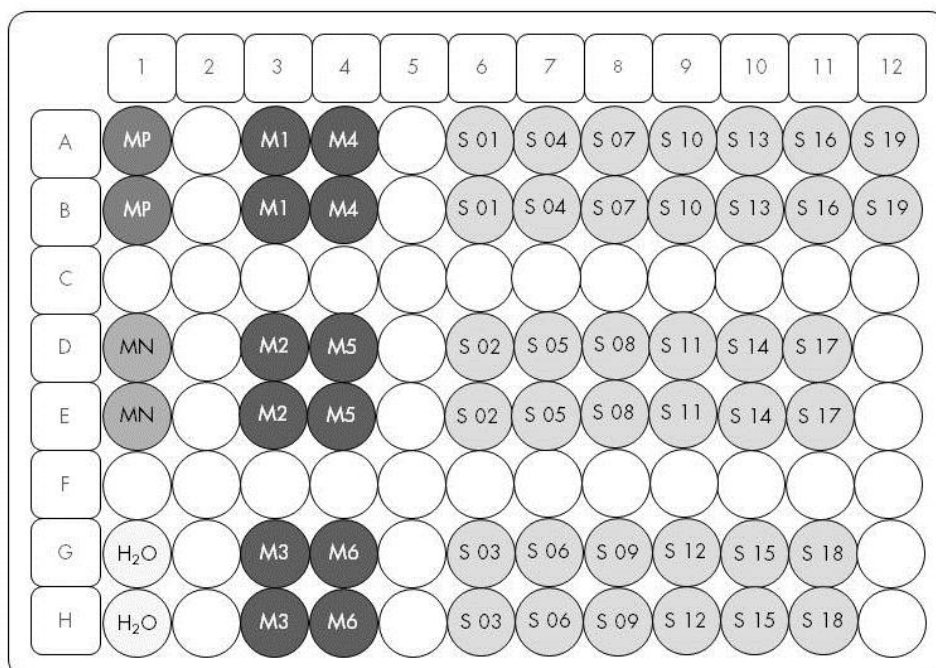 1 2 3 4 5 6 7 8 9 10 11 12
A MP M1 M4 S 01 S 04 S 07 S 10 S 13 S 16 S 19
B MP M1 M4 S 01 S 04 S 07 S 10 S 13 S 16 S 19
C
D MN M2 M5 S 02 S 05 S 08 S 11 S 14 S 17
E MN M2 M5 S 02 S 05 S 08 S 11 S 14 S 17
F
G H₂O M3 M6 S 03 S 06 S 09 S 12 S 15 S 18
H H₂O M3 M6 S 03 S 06 S 09 S 12 S 15 S 18